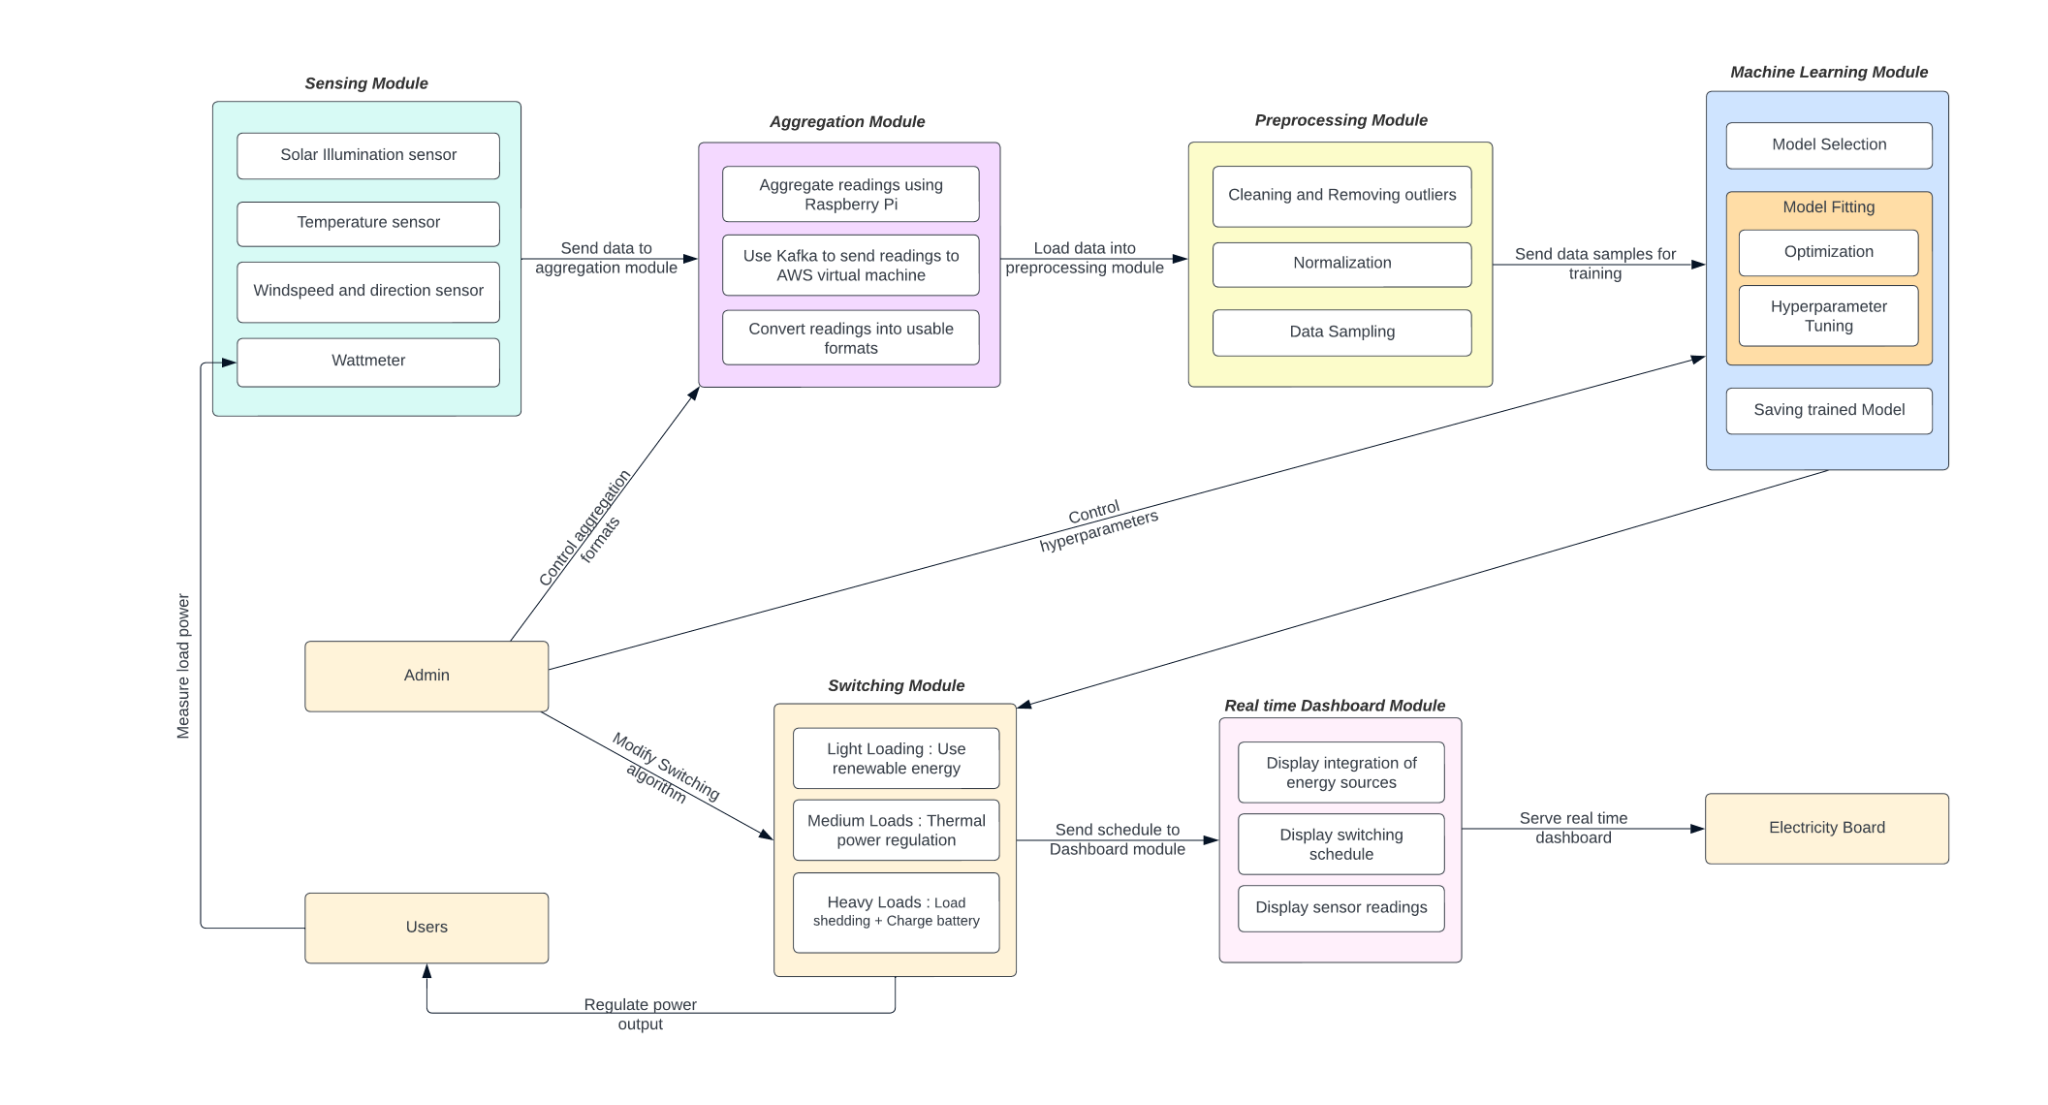 Sensing Module
Solar Illumination sensor
Temperature sensor
Windspeed and direction sensor
Wattmeter
Send data to
aggregation module
Aggregation Module
Aggregate readings using
Raspberry Pi
Use Kafka to send readings to
AWS virtual machine
Convert readings into usable
formats
Load data into
preprocessing module
Preprocessing Module
Cleaning and Removing outliers
Normalization
Data Sampling
Send data samples for
training
Machine Learning Module
Model Selection
Model Fitting
Optimization
Hyperparameter
Tuning
Saving trained Model
Control aggregation
formats
Control
hyperparameters
Measure load power
Admin
Modify Switching
algorithm
Users
Switching Module
Light Loading : Use
renewable energy
Medium Loads : Thermal
power regulation
Heavy Loads : Load
shedding + Charge battery
Regulate power
output
Send schedule to
Dashboard module
Real time Dashboard Module
Display integration of
energy sources
Display switching
schedule
Display sensor readings
Serve real time
dashboard
Electricity Board